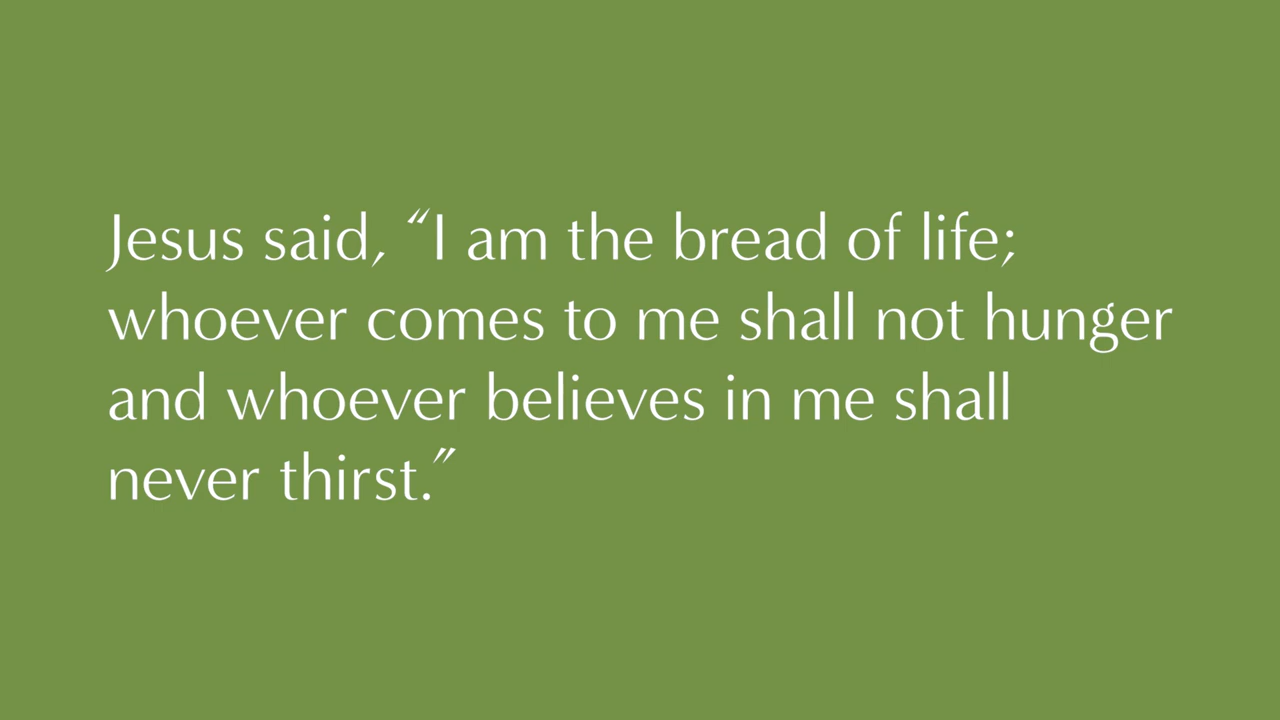 Jesus said, “I am the bread of life;
whoever comes to me shall not hunger
and whoever believes in me shall
never thirst.”